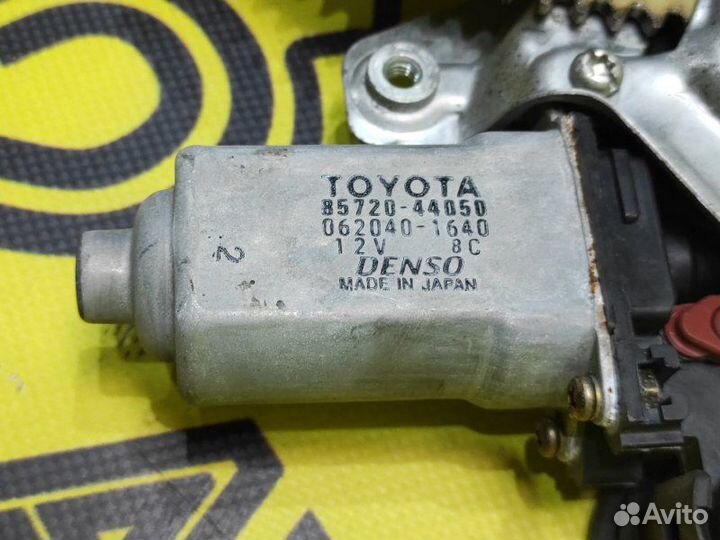 TOYOTA
85720-44050
062040-1640
12V 8C
DENSO
MADE IN JAPAN
2
Avito